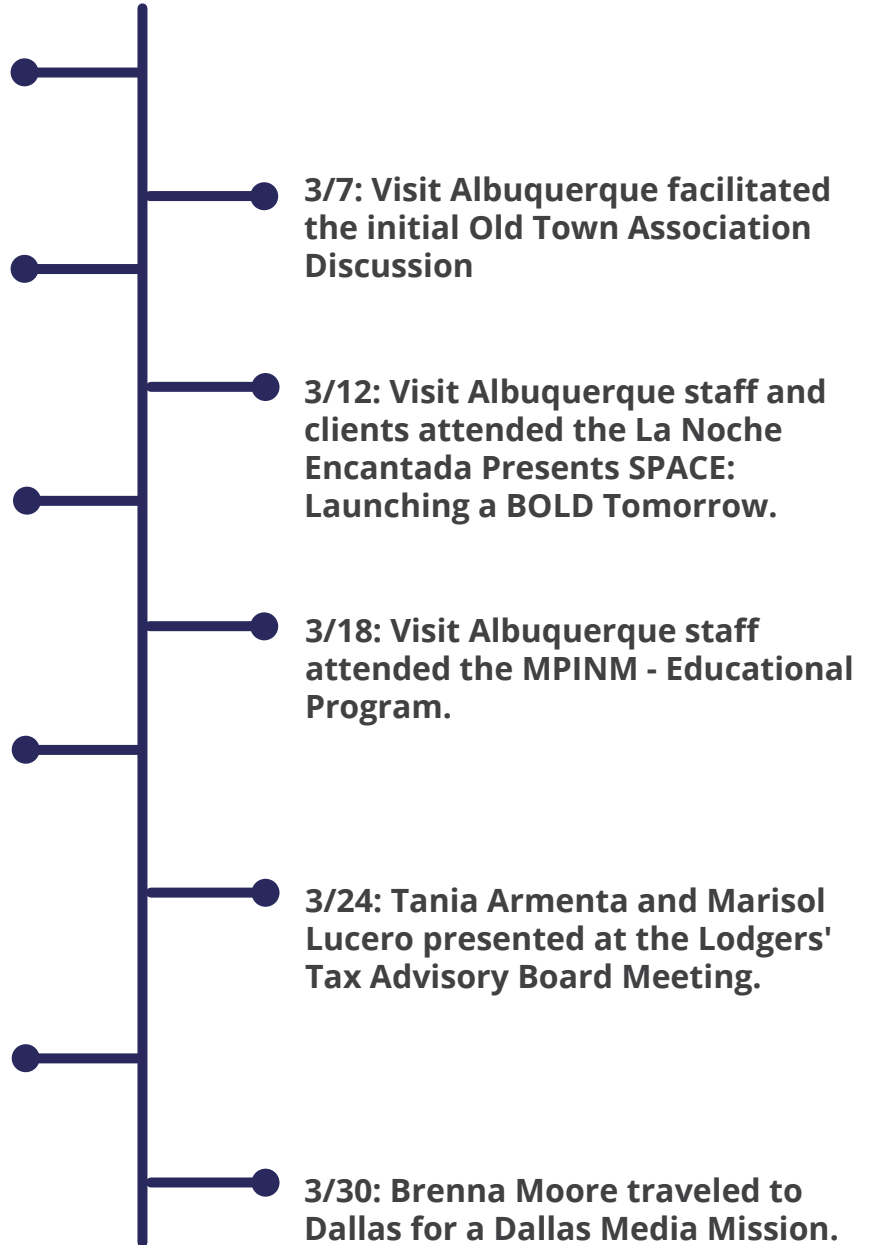 3/7: Visit Albuquerque facilitated
the initial Old Town Association
Discussion
3/12: Visit Albuquerque staff and
clients attended the La Noche
Encantada Presents SPACE:
Launching a BOLD Tomorrow.
3/18: Visit Albuquerque staff
attended the MPINM - Educational
Program.
3/24: Tania Armenta and Marisol
Lucero presented at the Lodgers'
Tax Advisory Board Meeting.
3/30: Brenna Moore traveled to
Dallas for a Dallas Media Mission.